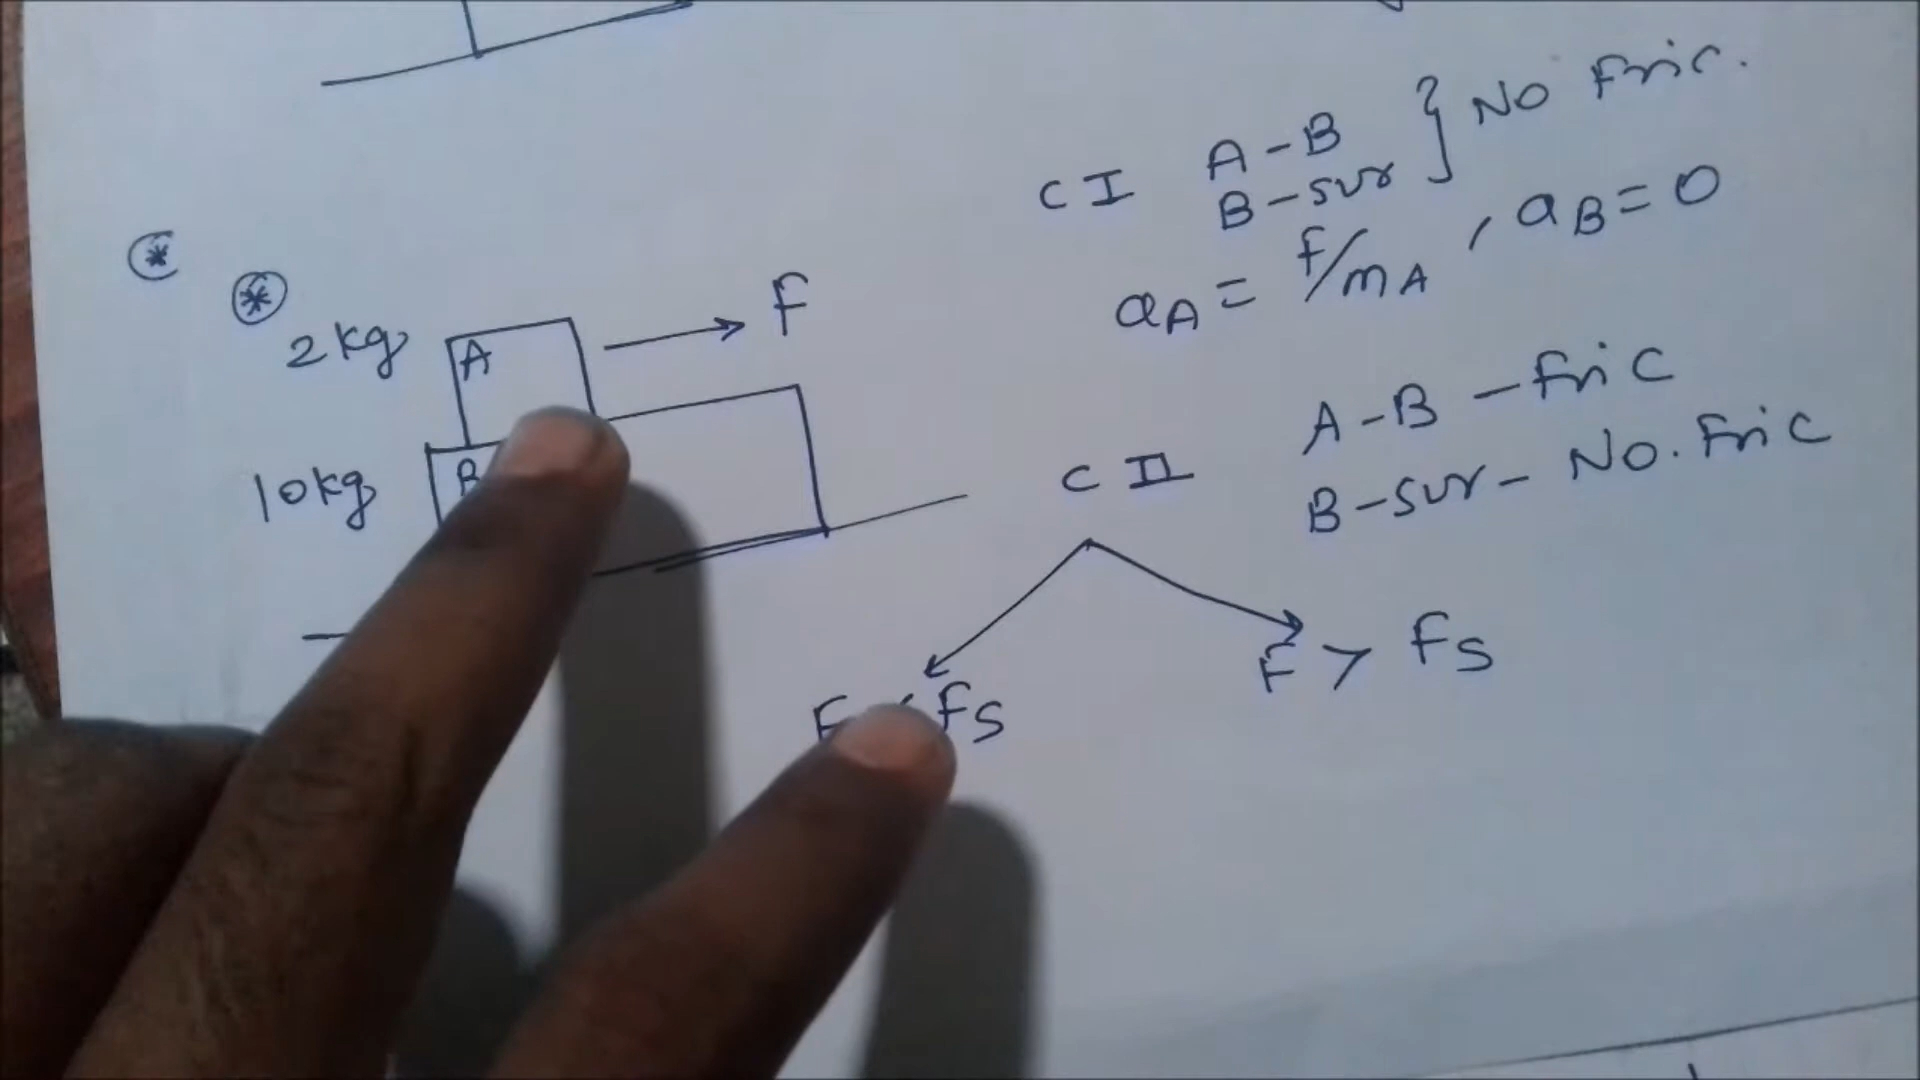 C I A - B } No Fric.
B - Sur
aA = F/mA , aB = 0
* 
* 
2kg A → F
10kg B
C II A - B - Fric
B - Sur - No. Fric
F < Fs
F > Fs